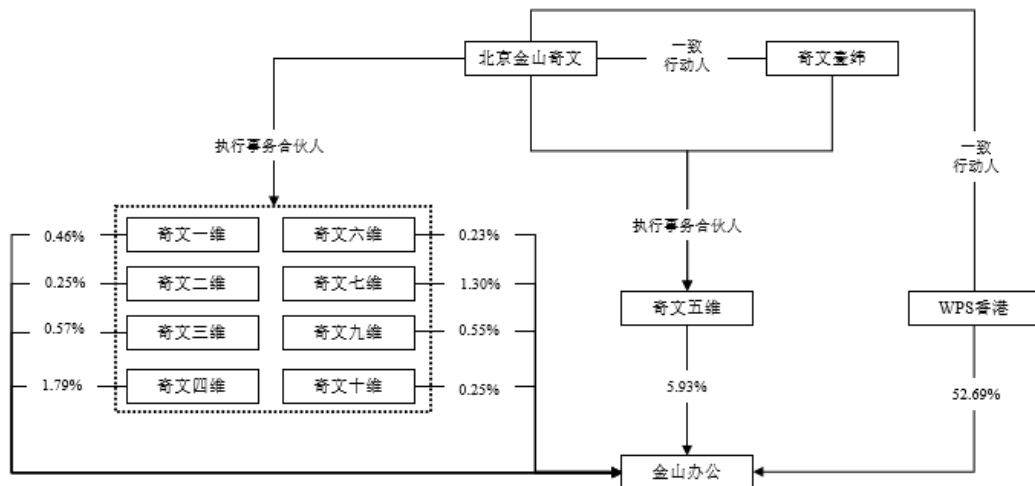 北京金山奇文
一致
行动人
奇文壹纬
执行事务合伙人
一致
行动人
执行事务合伙人
0.46%
奇文一维
奇文六维
0.23%
0.25%
奇文二维
奇文七维
1.30%
奇文五维
WPS香港
0.57%
奇文三维
奇文九维
0.55%
1.79%
奇文四维
奇文十维
0.25%
5.93%
52.69%
金山办公